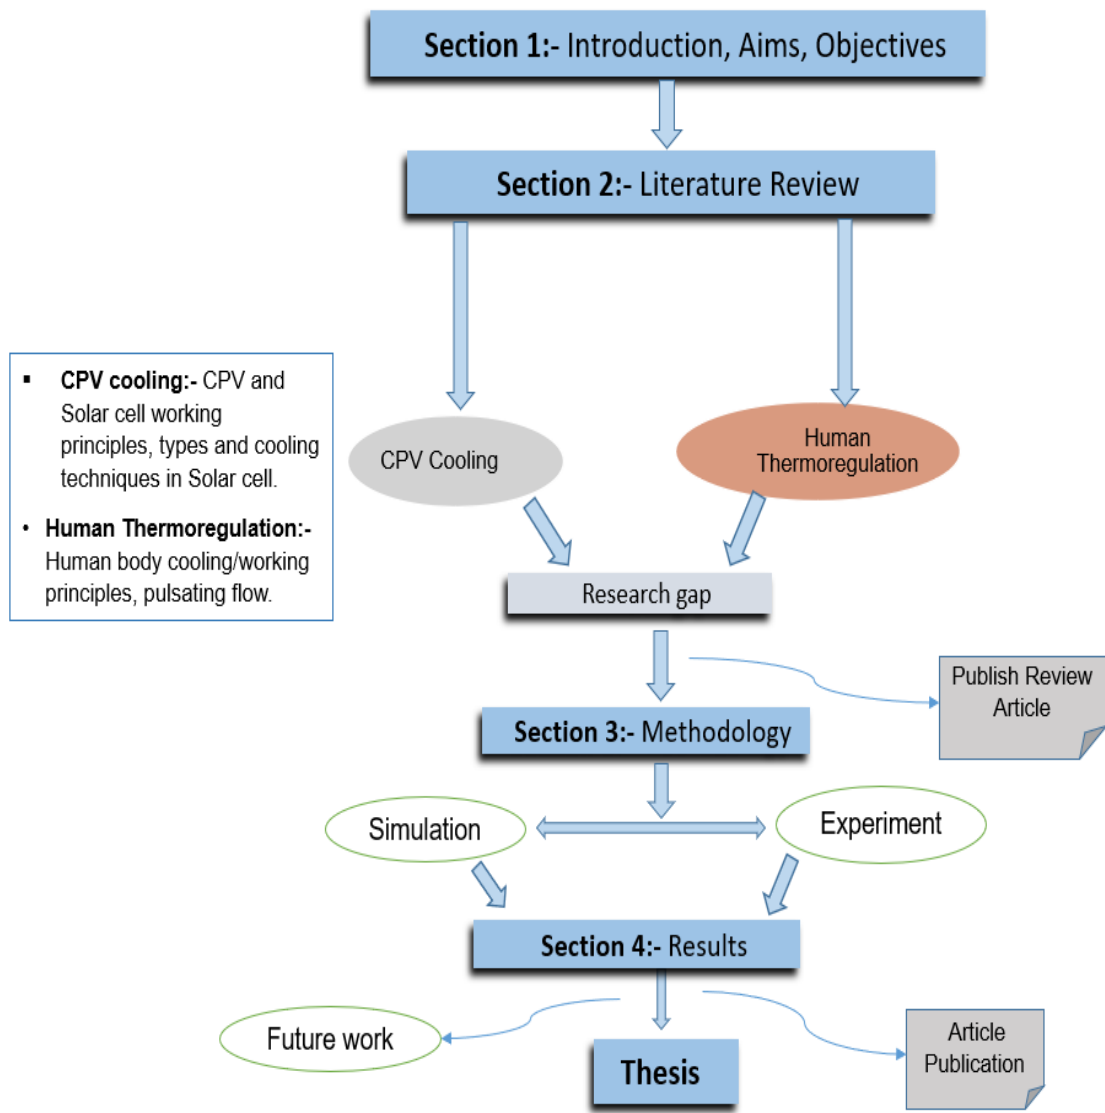 Section 1:- Introduction, Aims, Objectives
Section 2:- Literature Review
▪ CPV cooling:- CPV and
Solar cell working
principles, types and cooling
techniques in Solar cell.
• Human Thermoregulation:-
Human body cooling/working
principles, pulsating flow.
CPV Cooling
Human
Thermoregulation
Research gap
Publish Review
Article
Section 3:- Methodology
Simulation
Experiment
Section 4:- Results
Future work
Thesis
Article
Publication